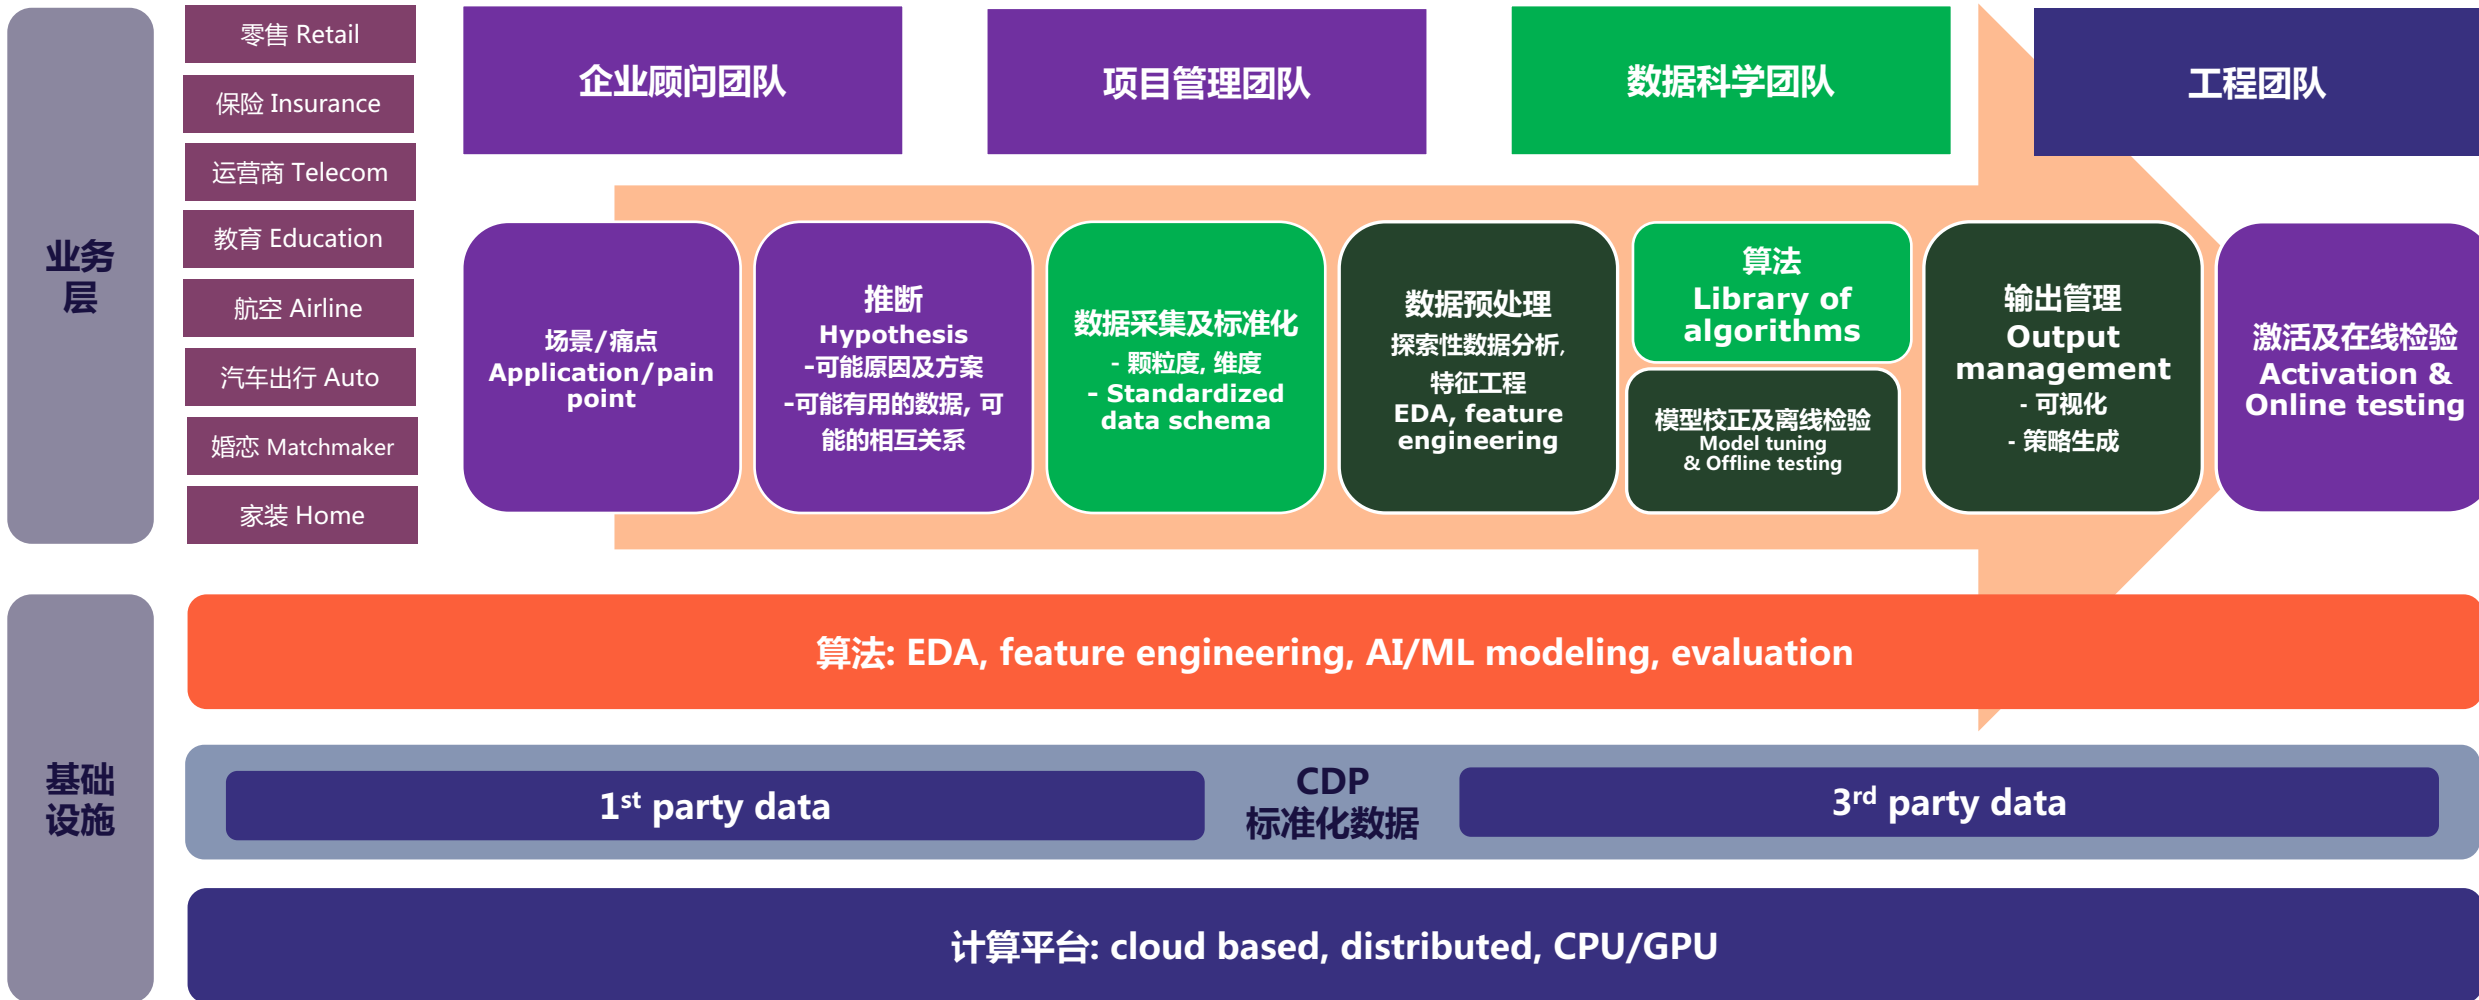 业务
层
零售 Retail
保险 Insurance
运营商 Telecom
教育 Education
航空 Airline
汽车出行 Auto
婚恋 Matchmaker
家装 Home
企业顾问团队
项目管理团队
数据科学团队
工程团队
场景/痛点
Application/pain
point
推断
Hypothesis
-可能原因及方案
-可能有用的数据, 可
能的相互关系
数据采集及标准化
- 颗粒度, 维度
- Standardized
data schema
数据预处理
探索性数据分析,
特征工程
EDA, feature
engineering
算法
Library of
algorithms
模型校正及离线检验
Model tuning
& Offline testing
输出管理
Output
management
- 可视化
- 策略生成
激活及在线检验
Activation &
Online testing
基础
设施
算法: EDA, feature engineering, AI/ML modeling, evaluation
1st party data
CDP
标准化数据
3rd party data
计算平台: cloud based, distributed, CPU/GPU